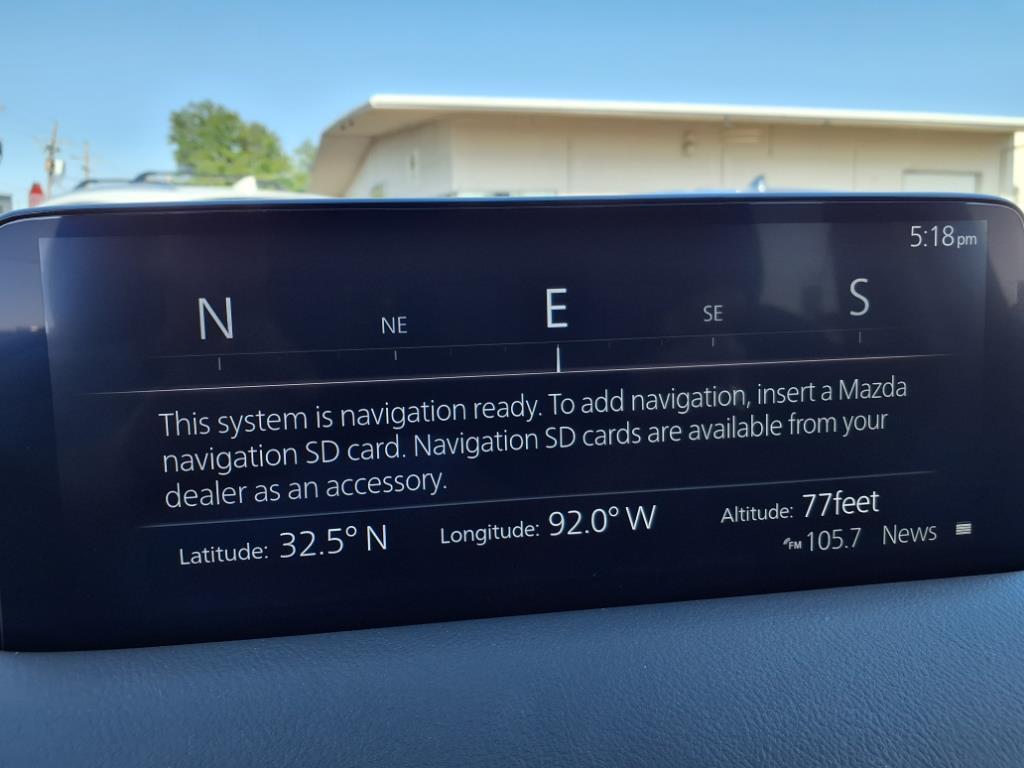 5:18pm
N NE E SE S
This system is navigation ready. To add navigation, insert a Mazda
navigation SD card. Navigation SD cards are available from your
dealer as an accessory.
Latitude: 32.5° N Longitude: 92.0° W Altitude: 77feet
FM 105.7 News